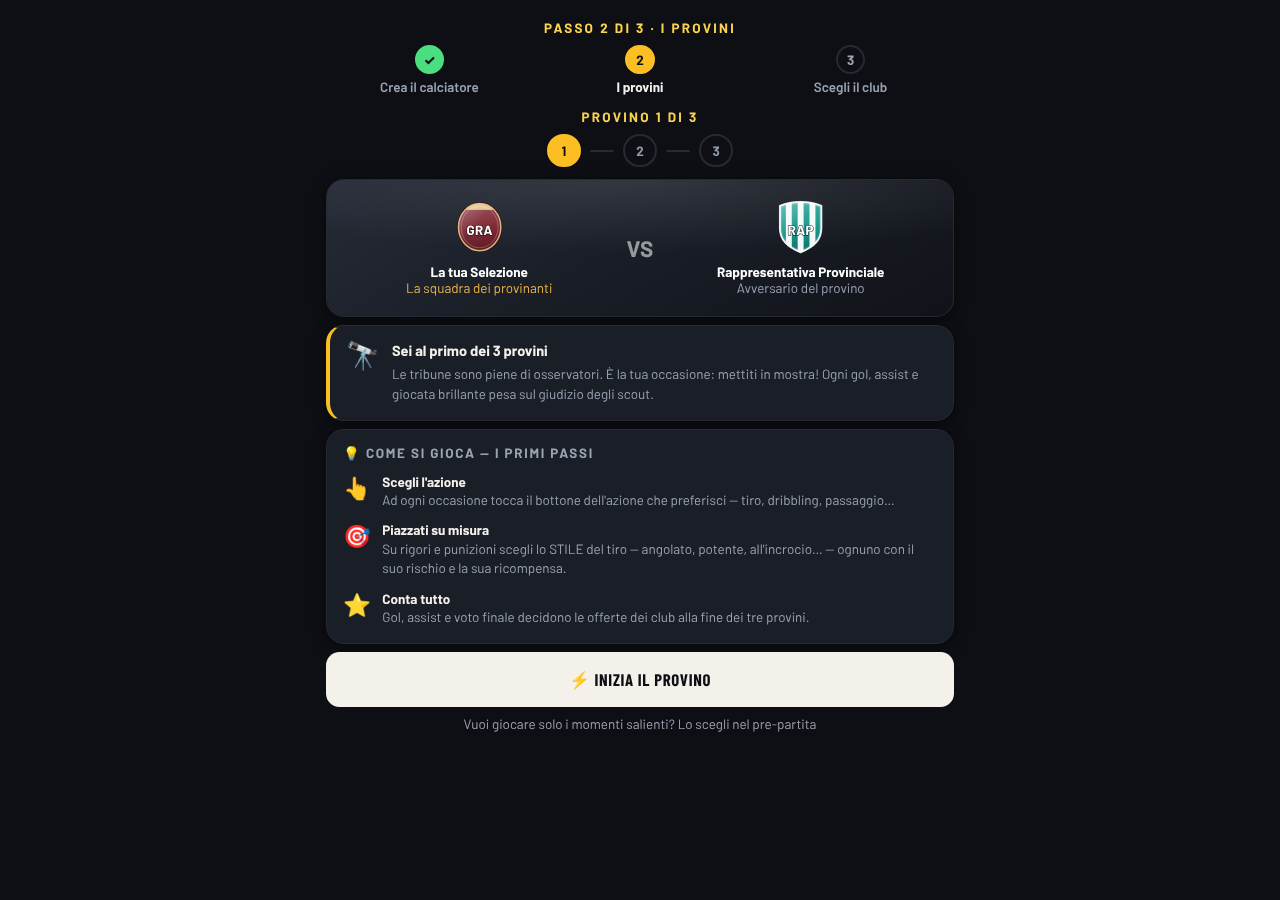 PASSO 2 DI 3 · I PROVINI
✓
2
3
Crea il calciatore
I provini
Scegli il club
PROVINO 1 DI 3
1
2
3
GRA
VS
RAP
La tua Selezione
La squadra dei provinanti
Rappresentativa Provinciale
Avversario del provino
Sei al primo dei 3 provini
Le tribune sono piene di osservatori. È la tua occasione: mettiti in mostra! Ogni gol, assist e
giocata brillante pesa sul giudizio degli scout.
💡 COME SI GIOCA — I PRIMI PASSI
Scegli l'azione
Ad ogni occasione tocca il bottone dell'azione che preferisci — tiro, dribbling, passaggio…
Piazzati su misura
Su rigori e punizioni scegli lo STILE del tiro — angolato, potente, all'incrocio… — ognuno con il
suo rischio e la sua ricompensa.
Conta tutto
Gol, assist e voto finale decidono le offerte dei club alla fine dei tre provini.
⚡ INIZIA IL PROVINO
Vuoi giocare solo i momenti salienti? Lo scegli nel pre-partita